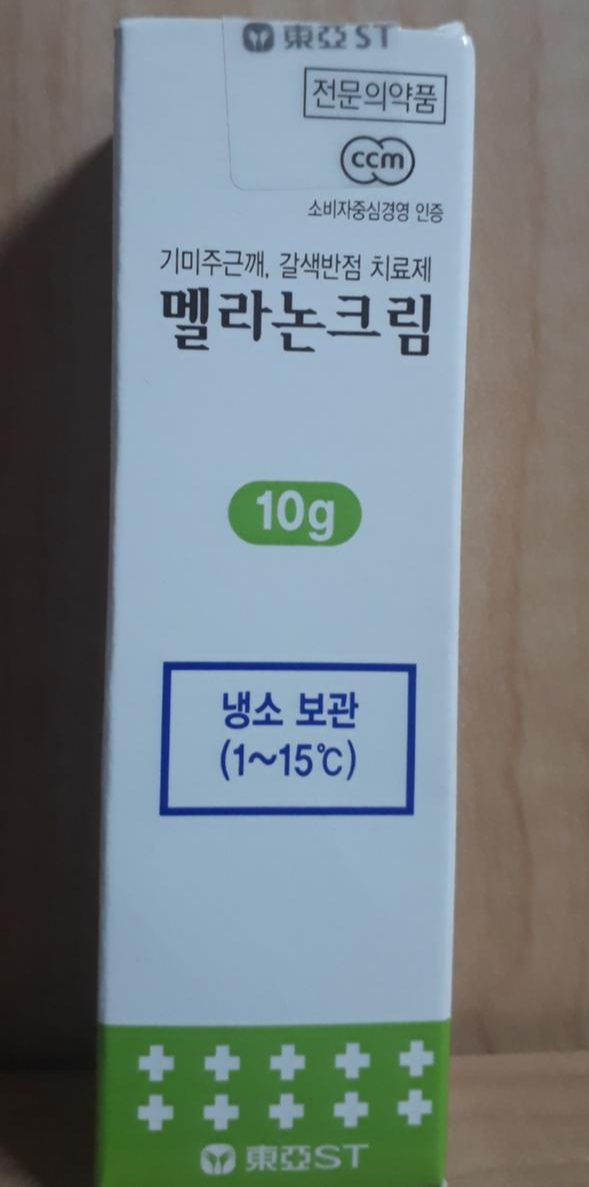 東亞ST
전문의약품
ccm
소비자중심경영 인증
기미주근깨, 갈색반점 치료제
멜라논크림
10g
냉소 보관
(1~15℃)
東亞ST